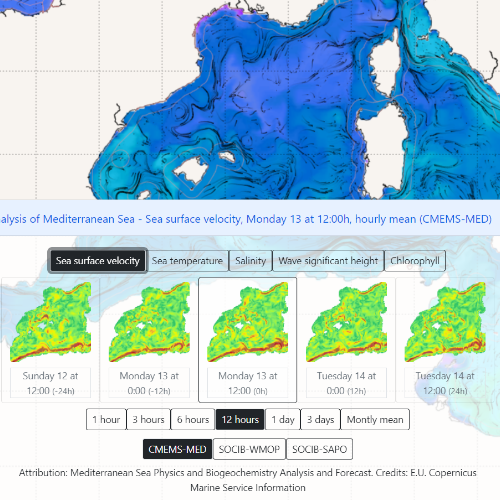 alysis of Mediterranean Sea - Sea surface velocity, Monday 13 at 12:00h, hourly mean (CMEMS-MED)
Sea surface velocity Sea temperature Salinity Wave significant height Chlorophyll
Sunday 12 at 12:00 (-24h)
Monday 13 at 0:00 (-12h)
Monday 13 at 12:00 (0h)
Tuesday 14 at 0:00 (12h)
Tuesday 14 at 12:00 (24h)
1 hour 3 hours 6 hours 12 hours 1 day 3 days Montly mean
CMEMS-MED SOCIB-WMOP SOCIB-SAPO
Attribution: Mediterranean Sea Physics and Biogeochemistry Analysis and Forecast. Credits: E.U. Copernicus
Marine Service Information